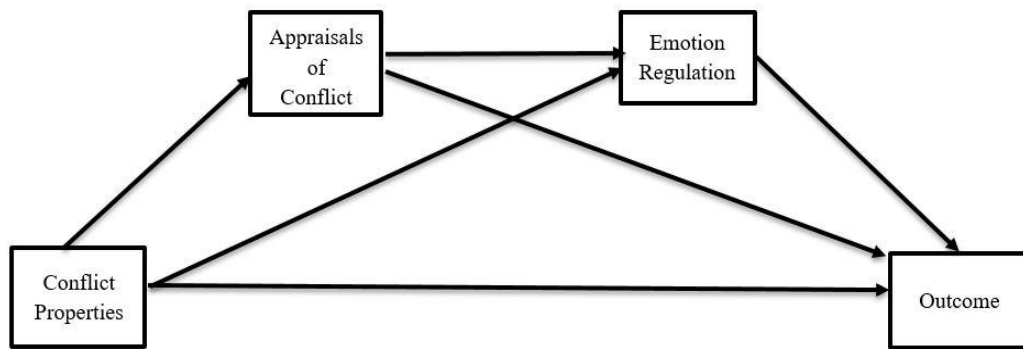 Appraisals
of
Conflict
Emotion
Regulation
Conflict
Properties
Outcome